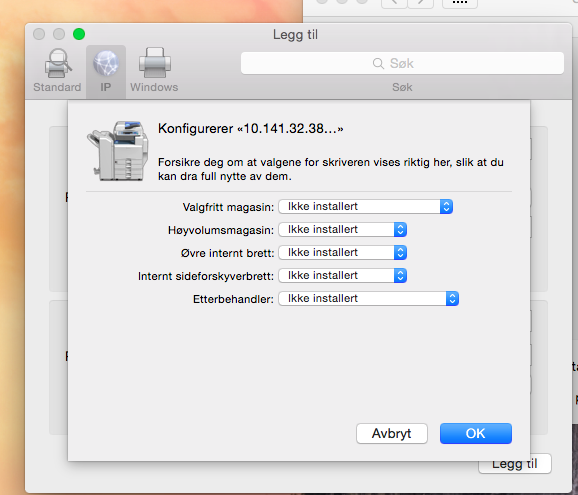 Legg til
Standard
IP
Windows
Søk
Søk
Konfigurerer «10.141.32.38…»
Forsikre deg om at valgene for skriveren vises riktig her, slik at du
kan dra full nytte av dem.
Valgfritt magasin: Ikke installert
Høyvolumsmagasin: Ikke installert
Øvre internt brett: Ikke installert
Internt sideforskyverbrett: Ikke installert
Etterbehandler: Ikke installert
Avbryt
OK
Legg til